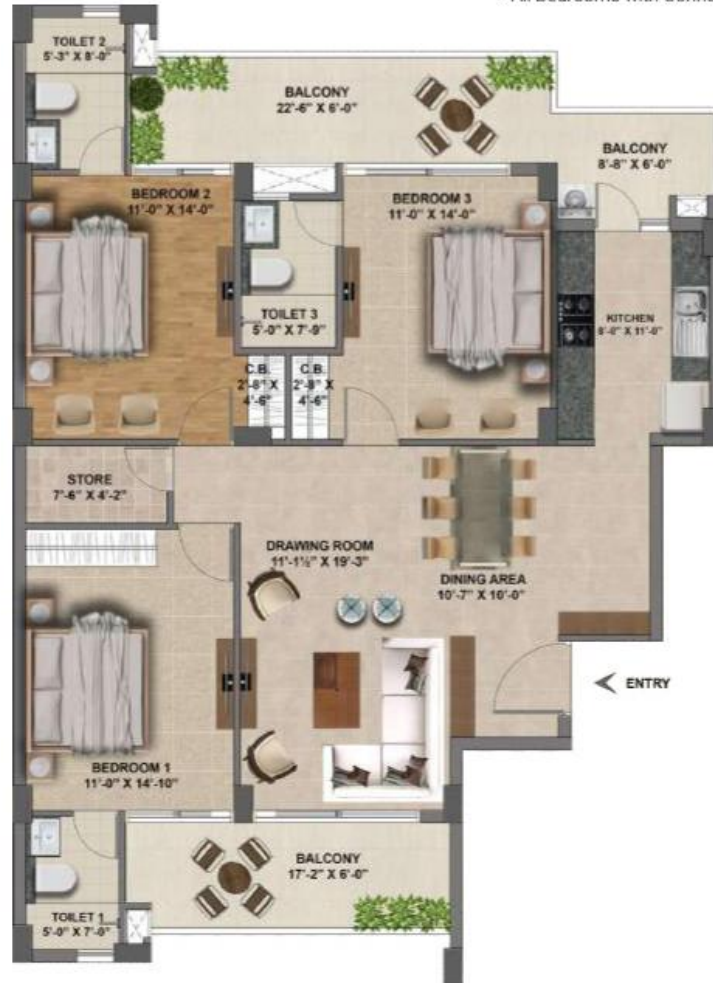 TOILET 2
5'-3" X 8'-0"
BALCONY
22'-6" X 6'-0"
BALCONY
8'-8" X 6'-0"
BEDROOM 2
11'-0" X 14'-0"
BEDROOM 3
11'-0" X 14'-0"
TOILET 3
5'-0" X 7'-9"
KITCHEN
8'-0" X 11'-0"
C.B.
2'-8" X
4'-6"
C.B.
2'-8" X
4'-6"
STORE
7'-6" X 4'-2"
DRAWING ROOM
11'-1½" X 19'-3"
DINING AREA
10'-7" X 10'-0"
ENTRY
BEDROOM 1
11'-0" X 14'-10"
BALCONY
17'-2" X 6'-0"
TOILET 1
5'-0" X 7'-0"